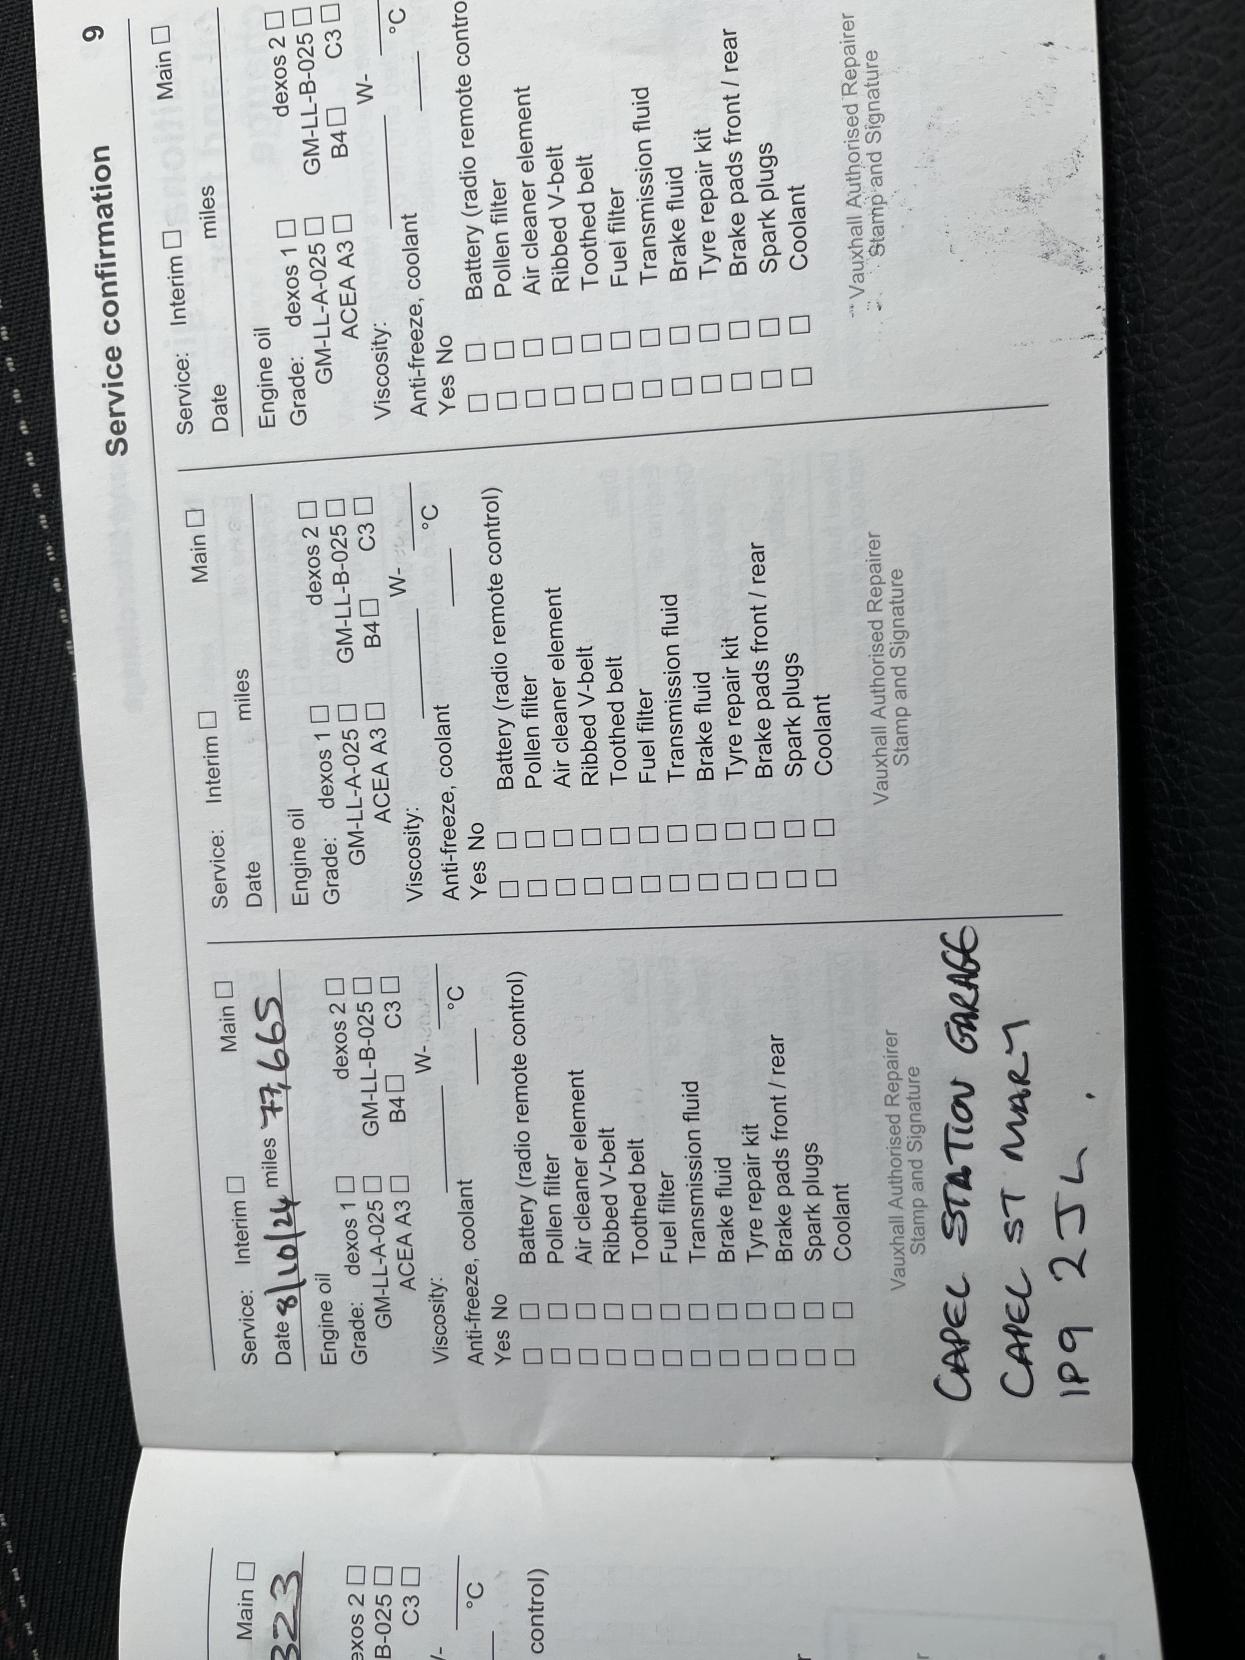 Service confirmation 9
Main ☐
323
exos 2 ☐
B-025 ☐
C3 ☐
°C
control)
Service: Interim ☐ Main ☐
Date 8/10/24 miles 77,665
Engine oil
Grade: dexos 1 ☐ dexos 2 ☐
GM-LL-A-025 ☐ GM-LL-B-025 ☐
ACEA A3 ☐ B4 ☐ C3 ☐
Viscosity: W-
Anti-freeze, coolant °C
Yes No
☐ ☐ Battery (radio remote control)
☐ ☐ Pollen filter
☐ ☐ Air cleaner element
☐ ☐ Ribbed V-belt
☐ ☐ Toothed belt
☐ ☐ Fuel filter
☐ ☐ Transmission fluid
☐ ☐ Brake fluid
☐ ☐ Tyre repair kit
☐ ☐ Brake pads front / rear
☐ ☐ Spark plugs
☐ ☐ Coolant
Vauxhall Authorised Repairer
Stamp and Signature
CAPEL STATION GARAGE
CAPEL ST MARY
IP9 2JL.
Service: Interim ☐ Main ☐
Date miles
Engine oil
Grade: dexos 1 ☐ dexos 2 ☐
GM-LL-A-025 ☐ GM-LL-B-025 ☐
ACEA A3 ☐ B4 ☐ C3 ☐
Viscosity: W-
Anti-freeze, coolant °C
Yes No
☐ ☐ Battery (radio remote control)
☐ ☐ Pollen filter
☐ ☐ Air cleaner element
☐ ☐ Ribbed V-belt
☐ ☐ Toothed belt
☐ ☐ Fuel filter
☐ ☐ Transmission fluid
☐ ☐ Brake fluid
☐ ☐ Tyre repair kit
☐ ☐ Brake pads front / rear
☐ ☐ Spark plugs
☐ ☐ Coolant
Vauxhall Authorised Repairer
Stamp and Signature
Service: Interim ☐ Main ☐
Date miles
Engine oil
Grade: dexos 1 ☐ dexos 2 ☐
GM-LL-A-025 ☐ GM-LL-B-025 ☐
ACEA A3 ☐ B4 ☐ C3 ☐
Viscosity: W-
Anti-freeze, coolant °C
Yes No
☐ ☐ Battery (radio remote contro
☐ ☐ Pollen filter
☐ ☐ Air cleaner element
☐ ☐ Ribbed V-belt
☐ ☐ Toothed belt
☐ ☐ Fuel filter
☐ ☐ Transmission fluid
☐ ☐ Brake fluid
☐ ☐ Tyre repair kit
☐ ☐ Brake pads front / rear
☐ ☐ Spark plugs
☐ ☐ Coolant
Vauxhall Authorised Repairer
Stamp and Signature